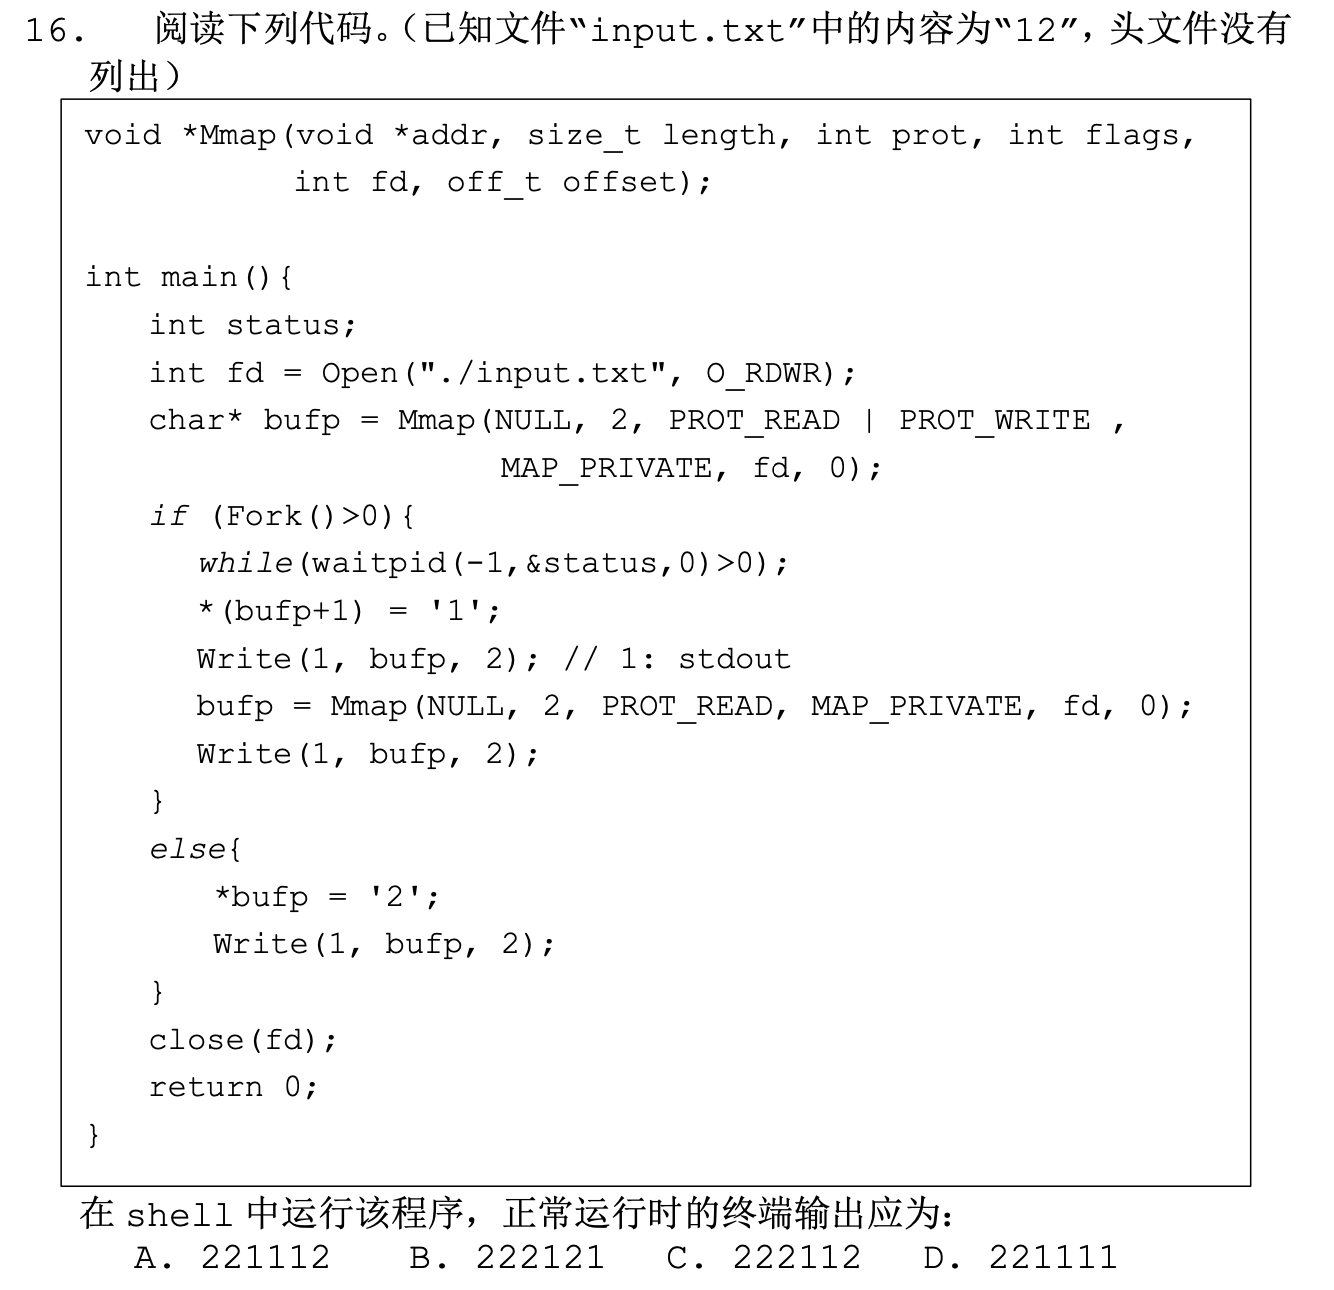 16. 阅读下列代码。（已知文件“input.txt”中的内容为“12”，头文件没有
列出）
void *Mmap(void *addr, size_t length, int prot, int flags,
int fd, off_t offset);
int main(){
int status;
int fd = Open("./input.txt", O_RDWR);
char* bufp = Mmap(NULL, 2, PROT_READ | PROT_WRITE ,
MAP_PRIVATE, fd, 0);
if (Fork()>0){
while(waitpid(-1,&status,0)>0);
*(bufp+1) = '1';
Write(1, bufp, 2); // 1: stdout
bufp = Mmap(NULL, 2, PROT_READ, MAP_PRIVATE, fd, 0);
Write(1, bufp, 2);
}
else{
*bufp = '2';
Write(1, bufp, 2);
}
close(fd);
return 0;
}
在 shell 中运行该程序，正常运行时的终端输出应为：
A. 221112 B. 222121 C. 222112 D. 221111